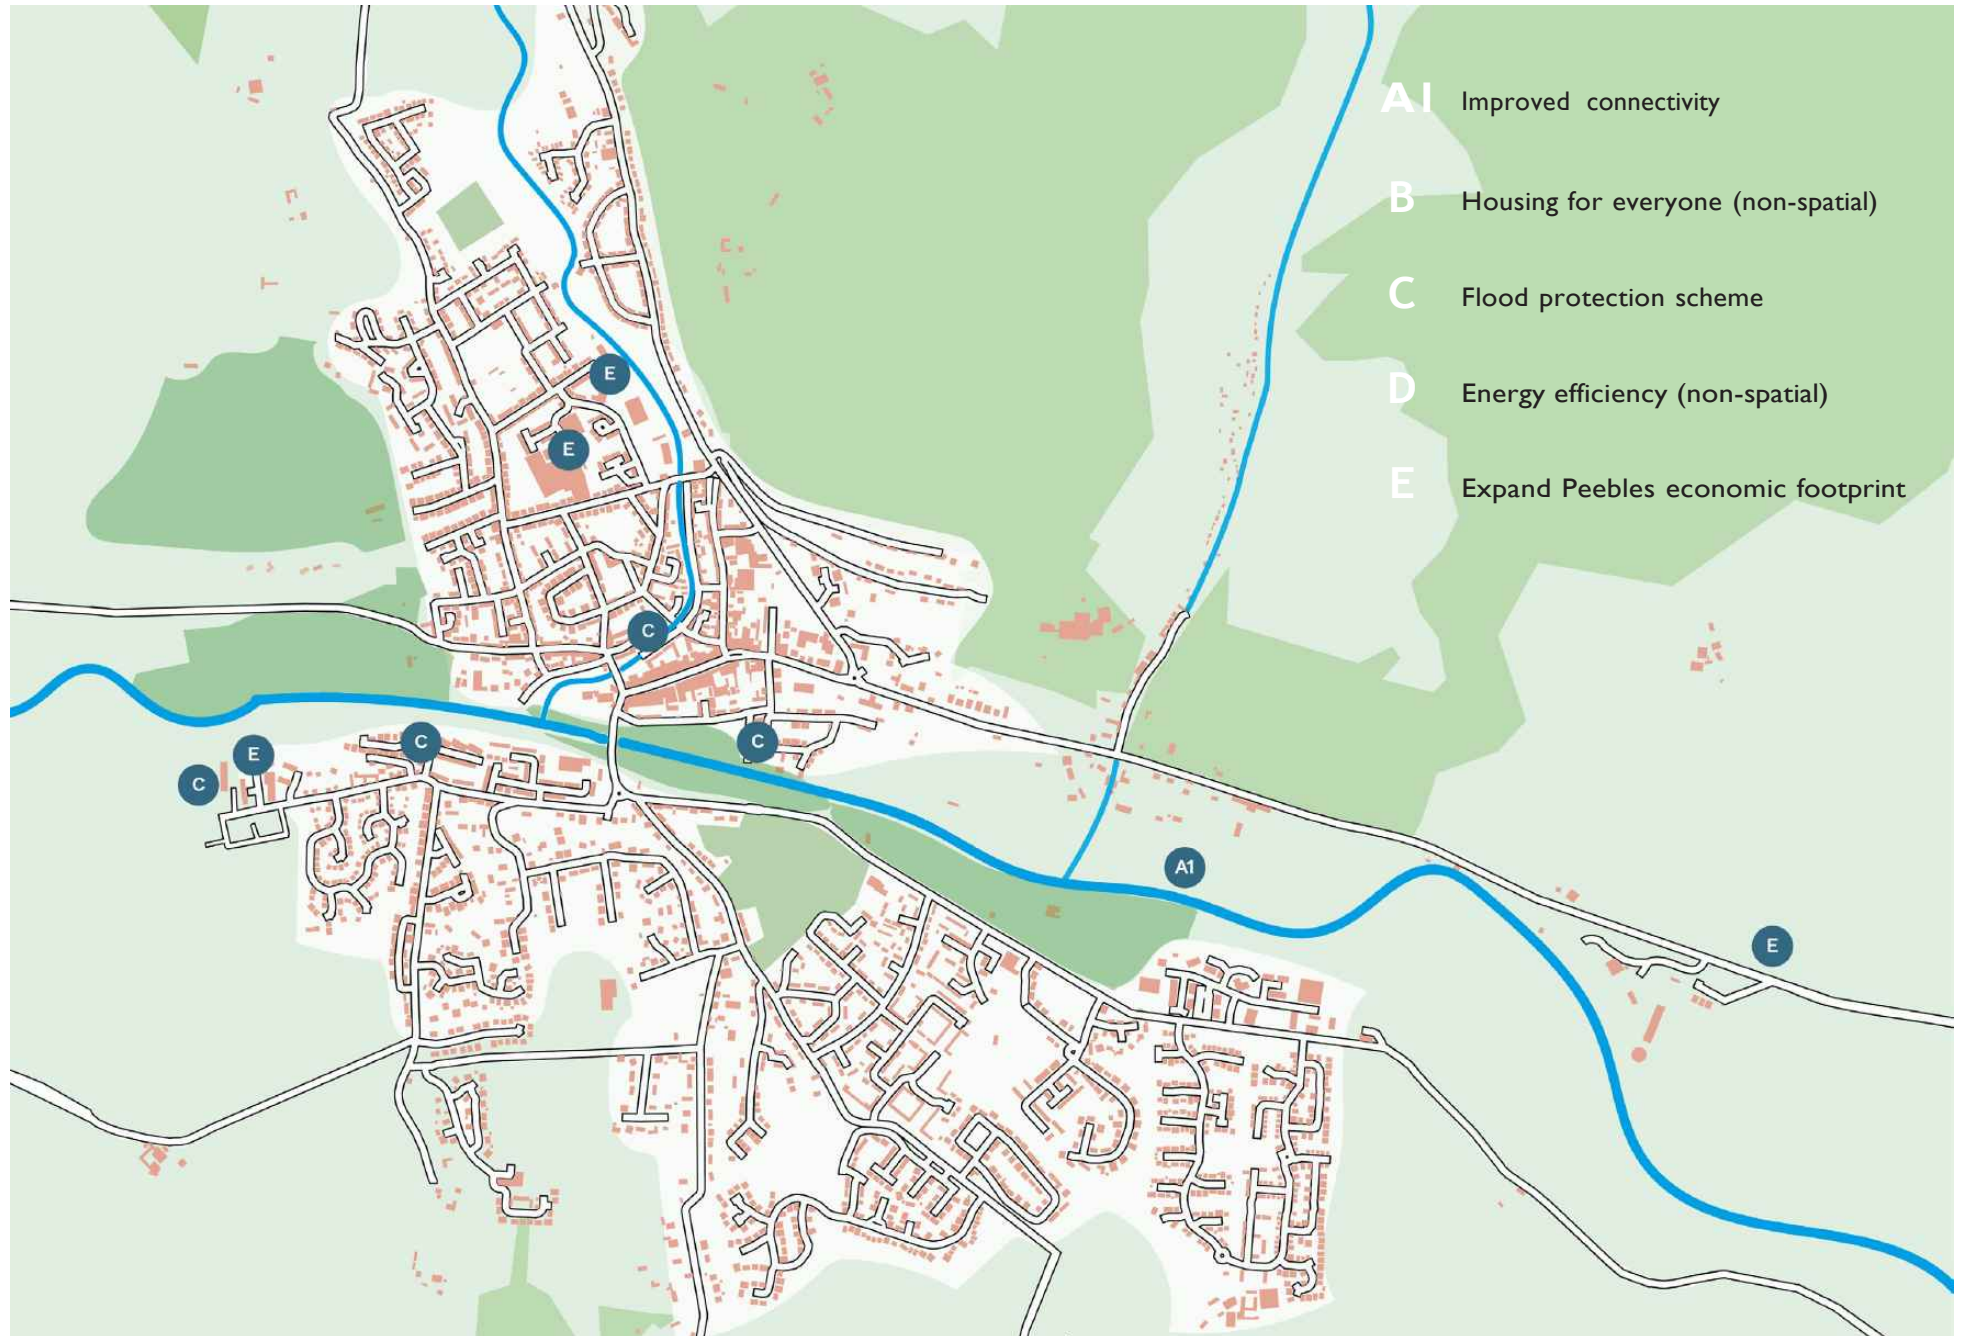 A1 Improved connectivity
B Housing for everyone (non-spatial)
C Flood protection scheme
D Energy efficiency (non-spatial)
E Expand Peebles economic footprint
E
E
C
C
E
C
C
A1
E